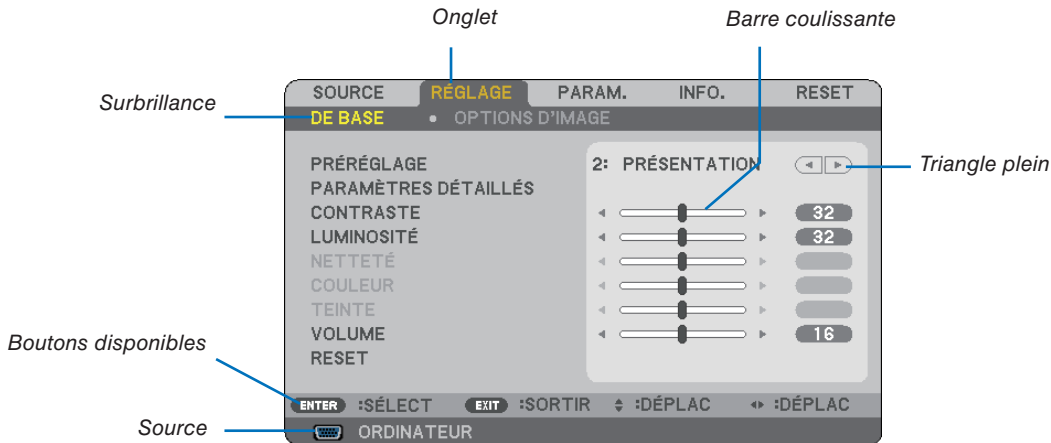 Onglet
Barre coulissante
Surbrillance
SOURCE RÉGLAGE PARAM. INFO. RESET
DE BASE • OPTIONS D'IMAGE
PRÉRÉGLAGE 2: PRÉSENTATION
Triangle plein
PARAMÈTRES DÉTAILLÉS
CONTRASTE 32
LUMINOSITÉ 32
NETTETÉ
COULEUR
TEINTE
VOLUME 16
Boutons disponibles
RESET
ENTER :SÉLECT EXIT :SORTIR :DÉPLAC :DÉPLAC
Source
ORDINATEUR